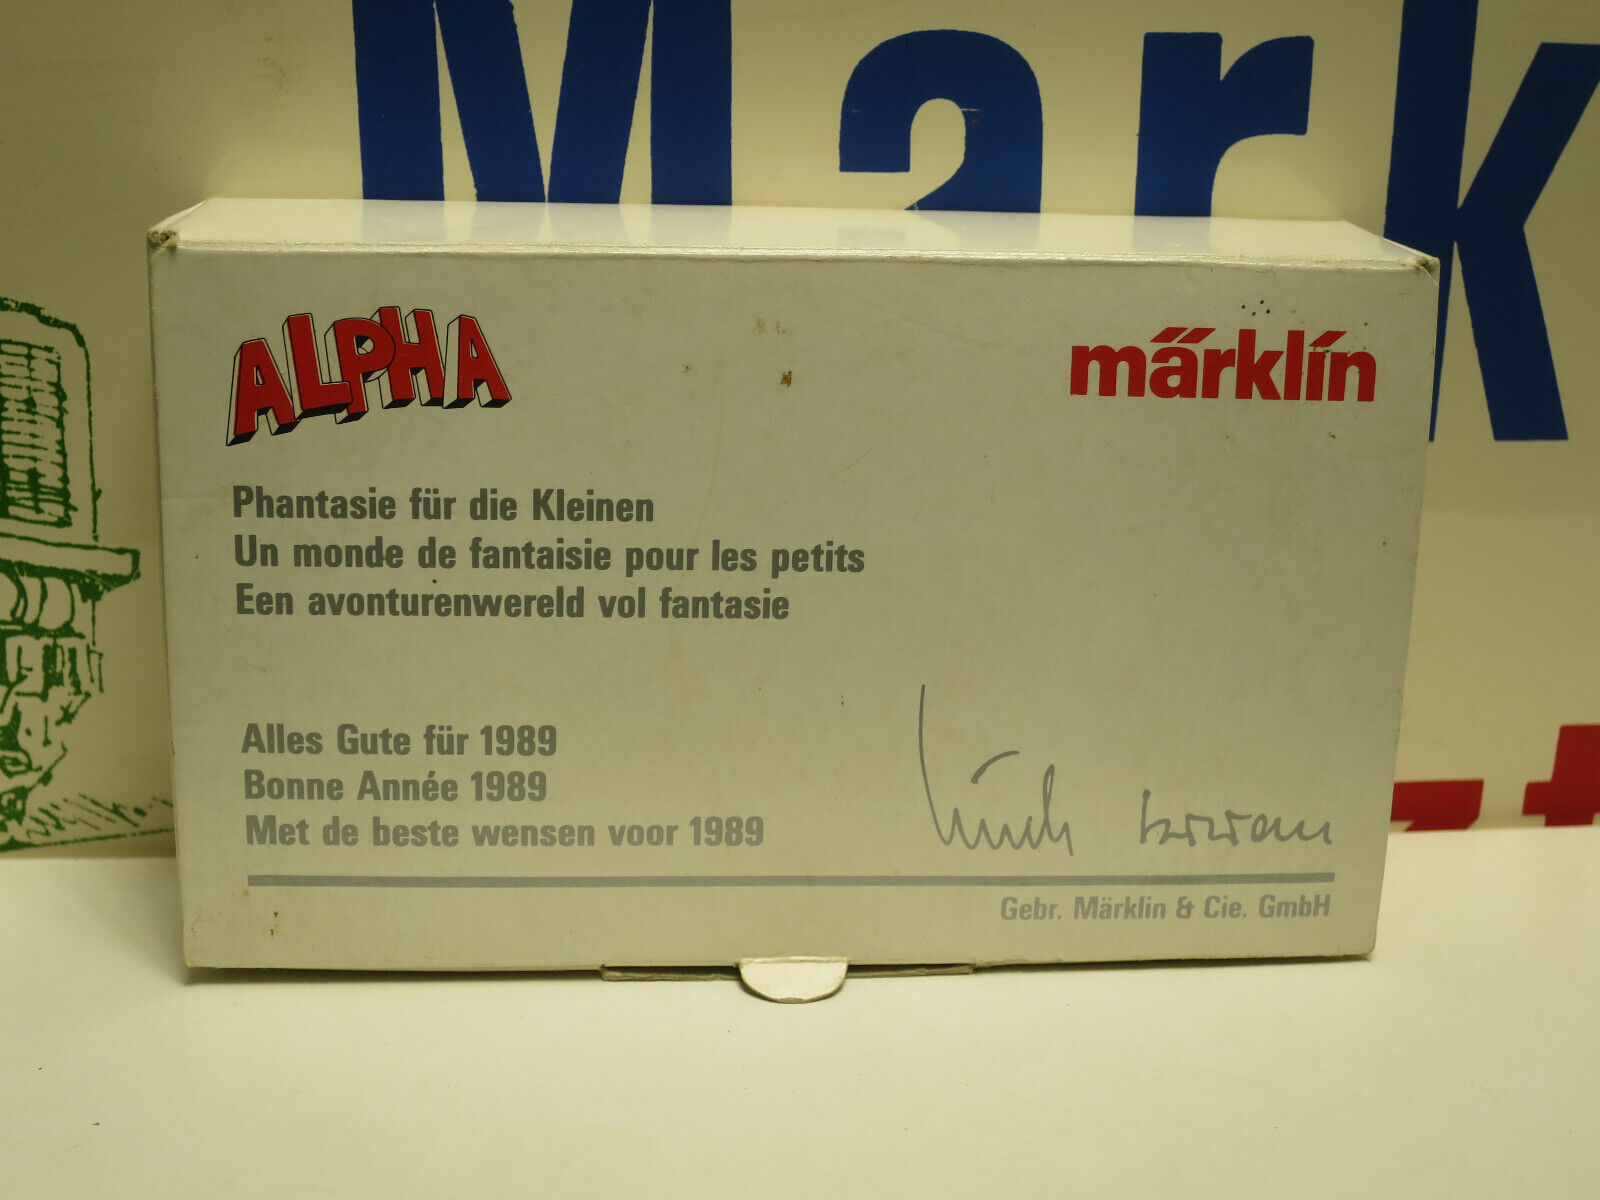 Mark
ALPHA
märklin
Phantasie für die Kleinen
Un monde de fantaisie pour les petits
Een avonturenwereld vol fantasie
Alles Gute für 1989
Bonne Année 1989
Met de beste wensen voor 1989
Gebr. Märklin & Cie. GmbH